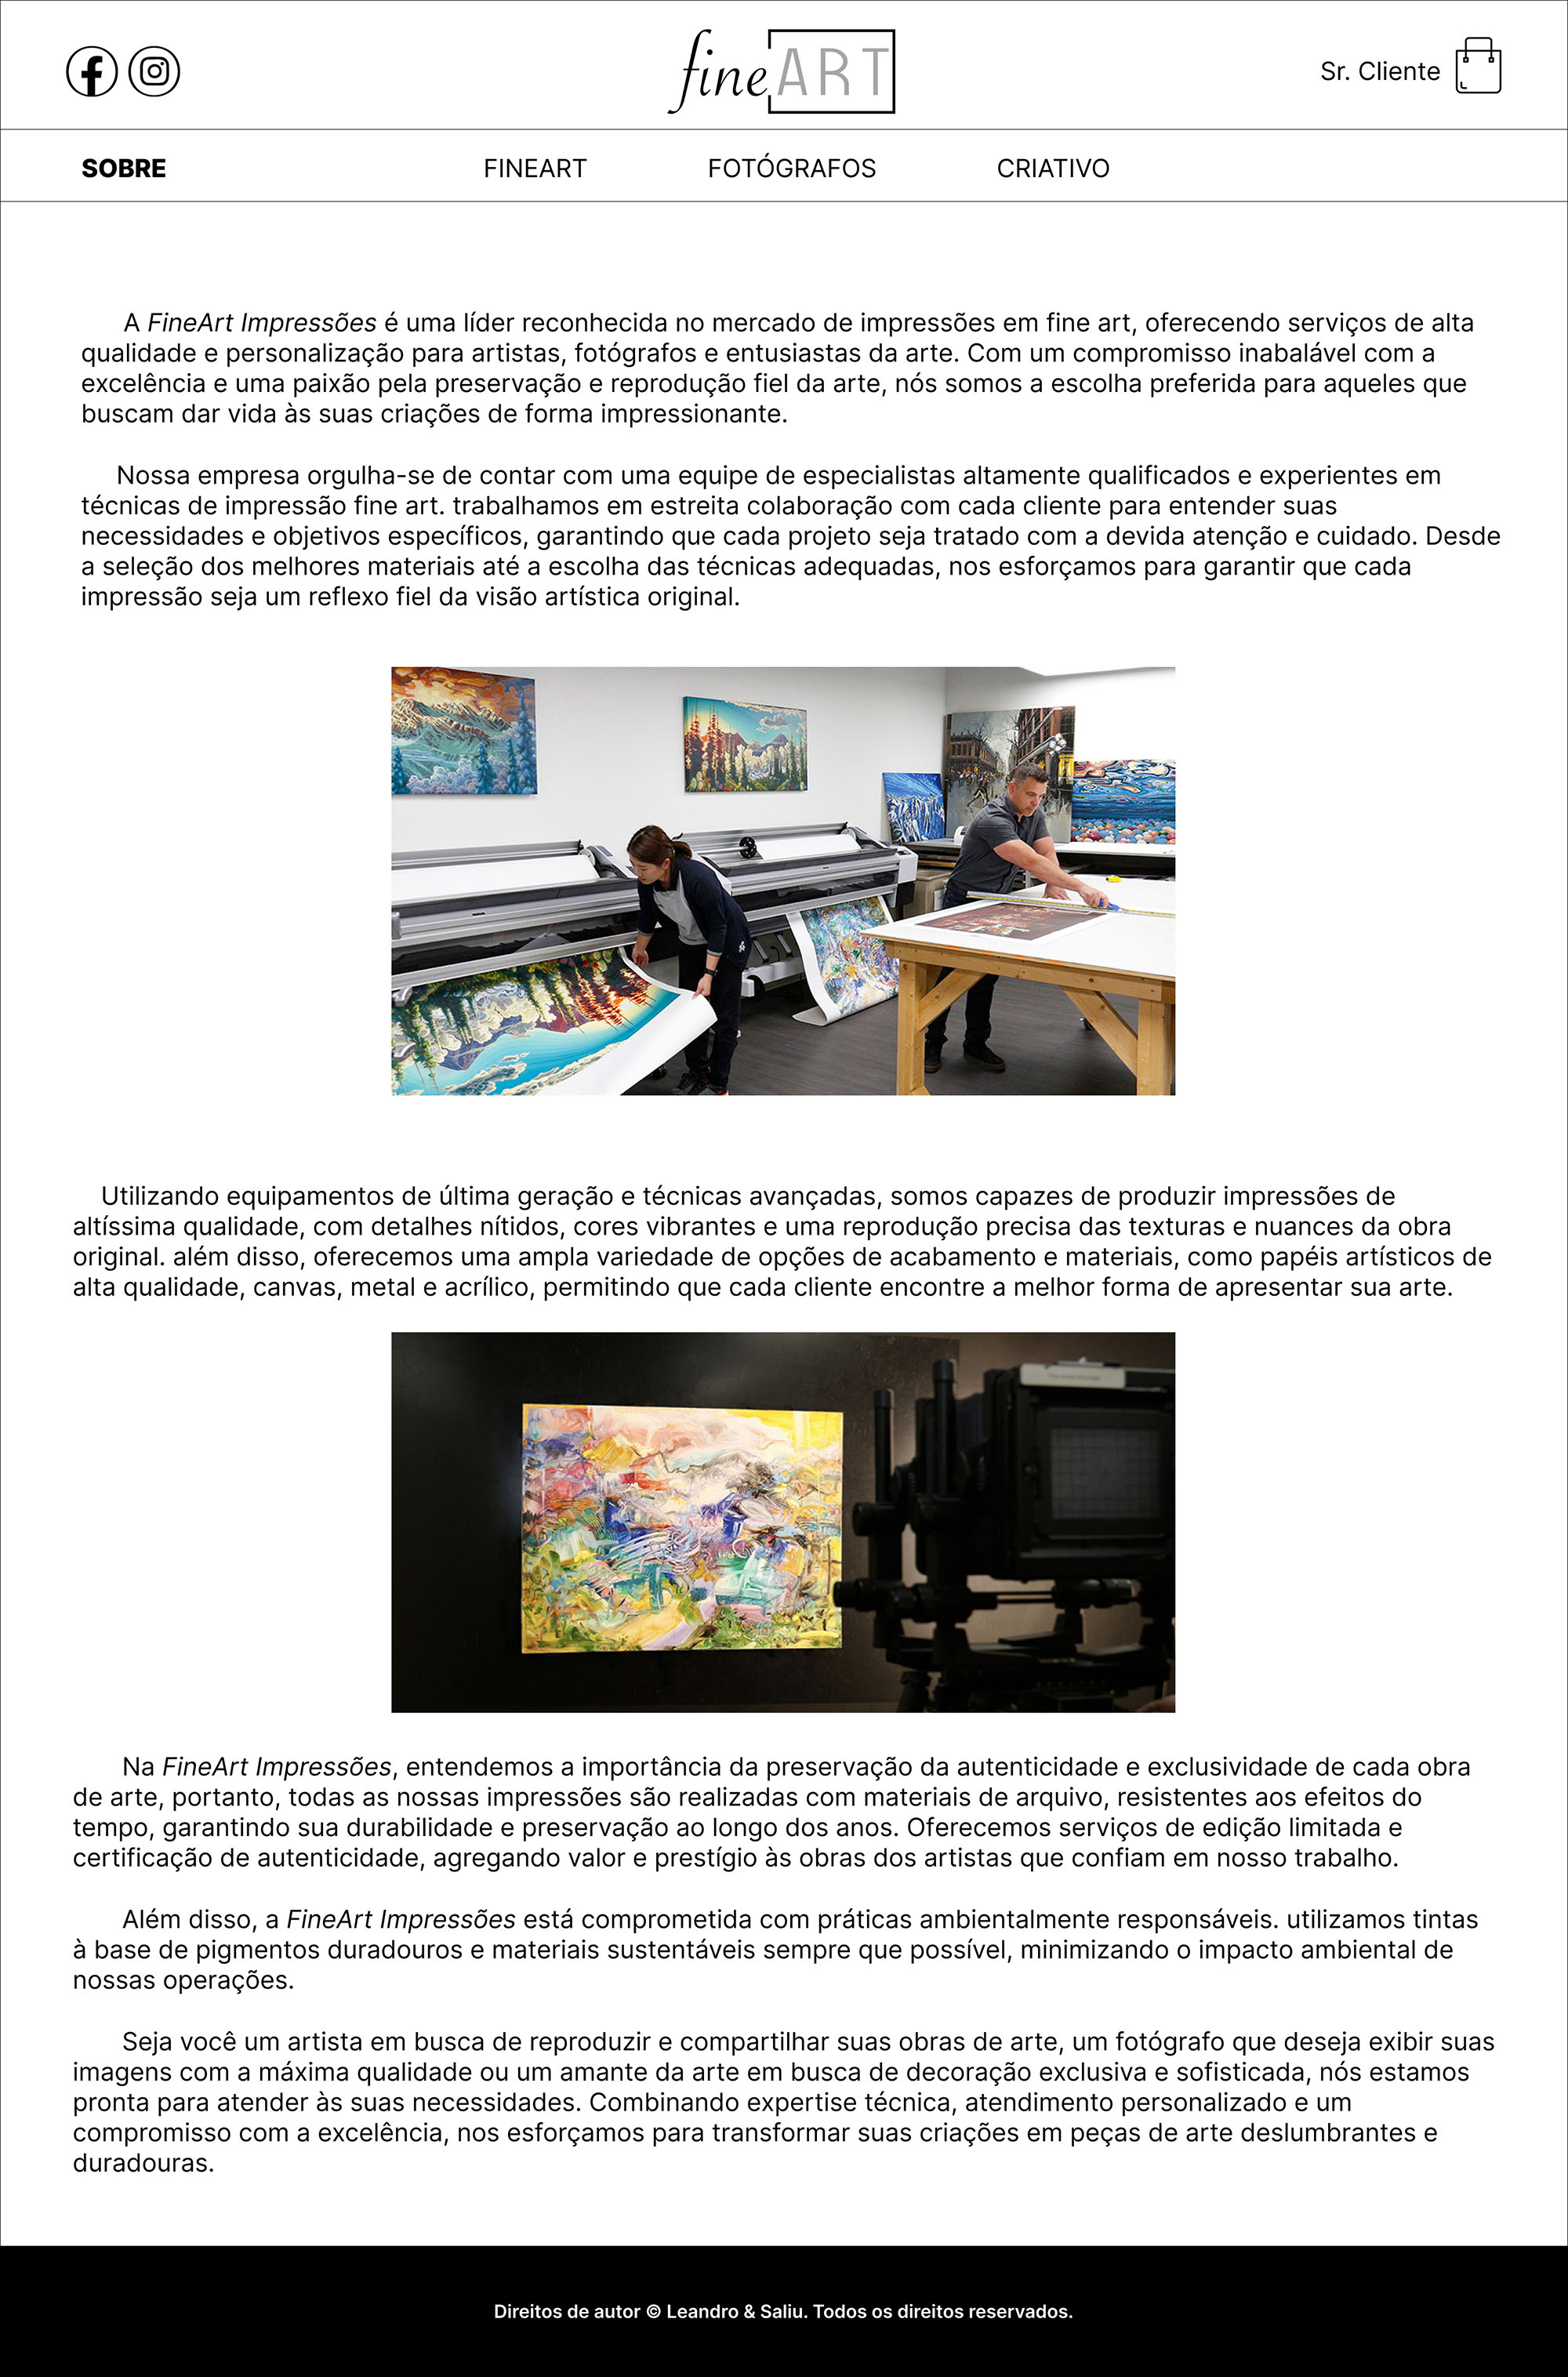 fine ART
Sr. Cliente
SOBRE FINEART FOTÓGRAFOS CRIATIVO
A FineArt Impressões é uma líder reconhecida no mercado de impressões em fine art, oferecendo serviços de alta
qualidade e personalização para artistas, fotógrafos e entusiastas da arte. Com um compromisso inabalável com a
excelência e uma paixão pela preservação e reprodução fiel da arte, nós somos a escolha preferida para aqueles que
buscam dar vida às suas criações de forma impressionante.
Nossa empresa orgulha-se de contar com uma equipe de especialistas altamente qualificados e experientes em
técnicas de impressão fine art. trabalhamos em estreita colaboração com cada cliente para entender suas
necessidades e objetivos específicos, garantindo que cada projeto seja tratado com a devida atenção e cuidado. Desde
a seleção dos melhores materiais até a escolha das técnicas adequadas, nos esforçamos para garantir que cada
impressão seja um reflexo fiel da visão artística original.
Utilizando equipamentos de última geração e técnicas avançadas, somos capazes de produzir impressões de
altíssima qualidade, com detalhes nítidos, cores vibrantes e uma reprodução precisa das texturas e nuances da obra
original. além disso, oferecemos uma ampla variedade de opções de acabamento e materiais, como papéis artísticos de
alta qualidade, canvas, metal e acrílico, permitindo que cada cliente encontre a melhor forma de apresentar sua arte.
Na FineArt Impressões, entendemos a importância da preservação da autenticidade e exclusividade de cada obra
de arte, portanto, todas as nossas impressões são realizadas com materiais de arquivo, resistentes aos efeitos do
tempo, garantindo sua durabilidade e preservação ao longo dos anos. Oferecemos serviços de edição limitada e
certificação de autenticidade, agregando valor e prestígio às obras dos artistas que confiam em nosso trabalho.
Além disso, a FineArt Impressões está comprometida com práticas ambientalmente responsáveis. utilizamos tintas
à base de pigmentos duradouros e materiais sustentáveis sempre que possível, minimizando o impacto ambiental de
nossas operações.
Seja você um artista em busca de reproduzir e compartilhar suas obras de arte, um fotógrafo que deseja exibir suas
imagens com a máxima qualidade ou um amante da arte em busca de decoração exclusiva e sofisticada, nós estamos
pronta para atender às suas necessidades. Combinando expertise técnica, atendimento personalizado e um
compromisso com a excelência, nos esforçamos para transformar suas criações em peças de arte deslumbrantes e
duradouras.
Direitos de autor © Leandro & Saliu. Todos os direitos reservados.